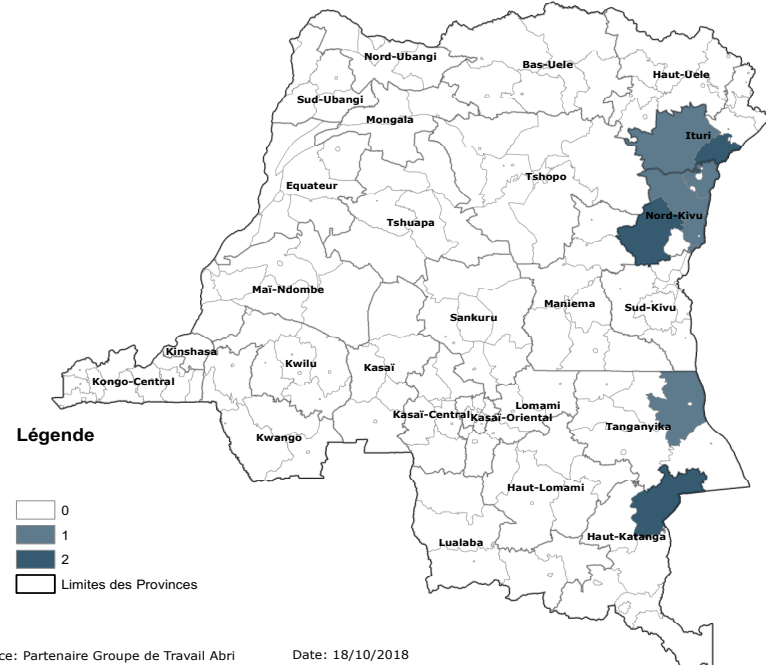 Nord-Ubangi
Bas-Uele
Haut-Uele
Sud-Ubangi
Mongala
Ituri
Tshopo
Equateur
Nord-Kivu
Tshuapa
Maï-Ndombe
Maniema
Sud-Kivu
Sankuru
Kinshasa
Kwilu
Kasaï
Kongo-Central
Lomami
Kasaï-Central
Kasaï-Oriental
Tanganyika
Kwango
Légende
Haut-Lomami
0
1
Haut-Katanga
Lualaba
2
Limites des Provinces
ce: Partenaire Groupe de Travail Abri Date: 18/10/2018